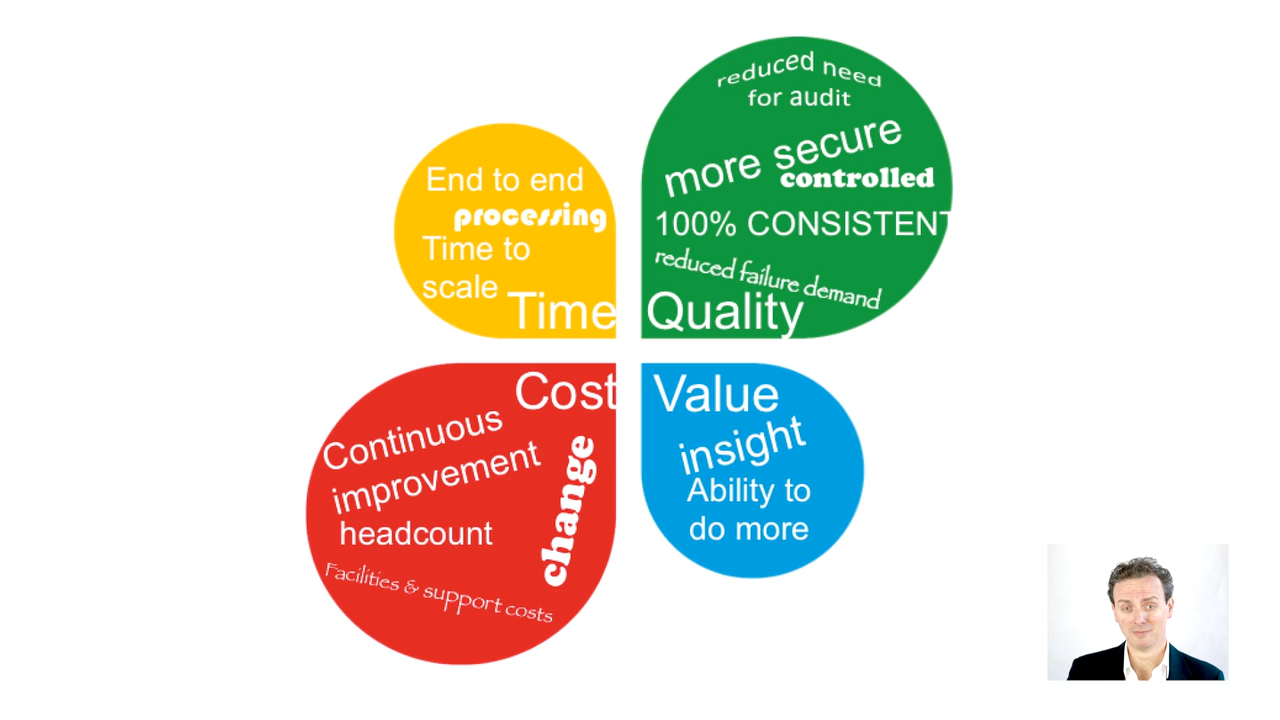 End to end
processing
Time to
scale
Time
reduced need
for audit
more secure
controlled
100% CONSISTENT
reduced failure demand
Quality
Cost
Continuous
improvement
headcount
change
Facilities & support costs
Value
insight
Ability to
do more